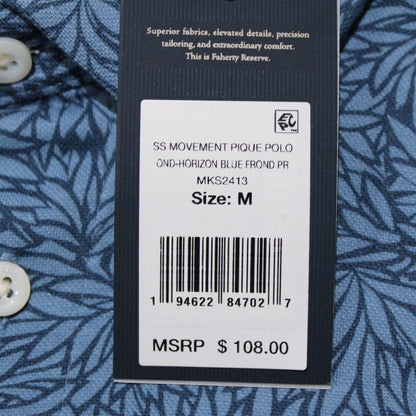 Superior fabrics, elevated details, precision
tailoring, and extraordinary comfort.
This is Faherty Reserve.
SS MOVEMENT PIQUE POLO
OND-HORIZON BLUE FROND PR
MKS2413
Size: M
1 94622 84702 7
MSRP $ 108.00